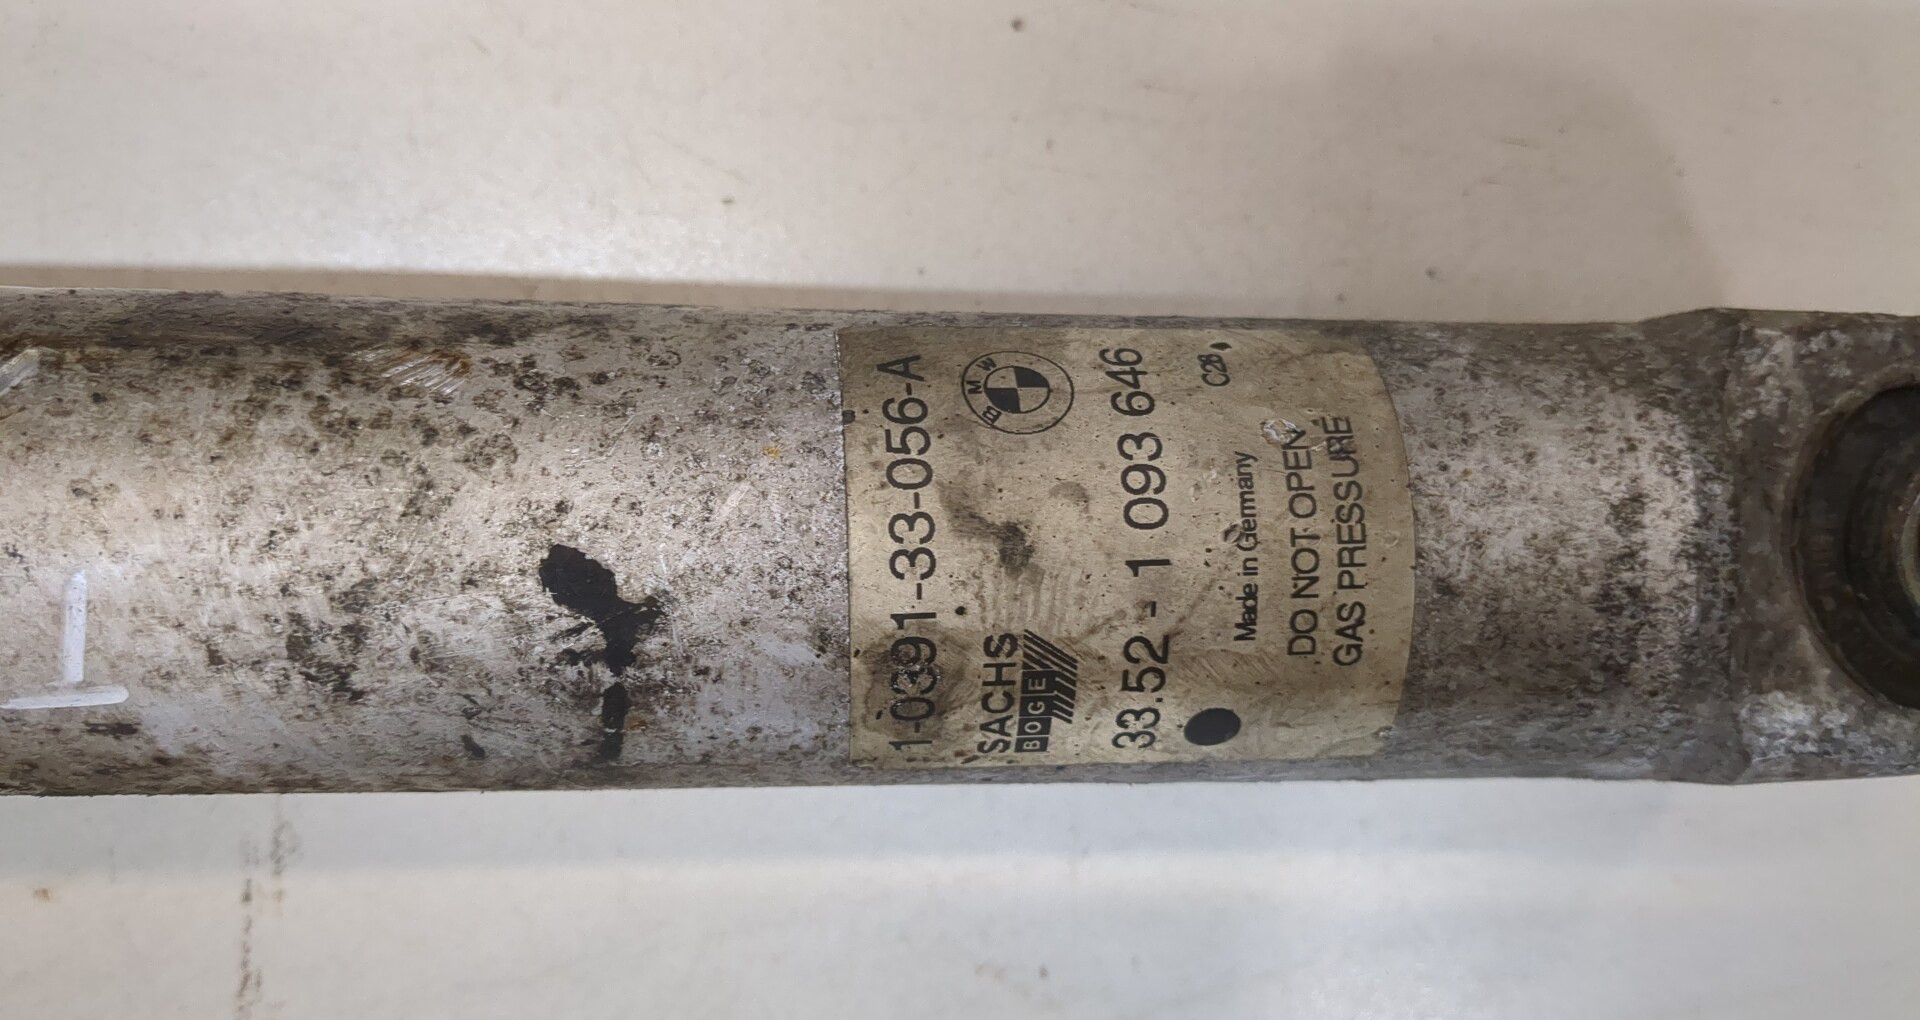 1-0391-33-056-A
SACHS
BOGE
BMW
33.52 - 1 093 646
C2B
Made in Germany
DO NOT OPEN
GAS PRESSURE